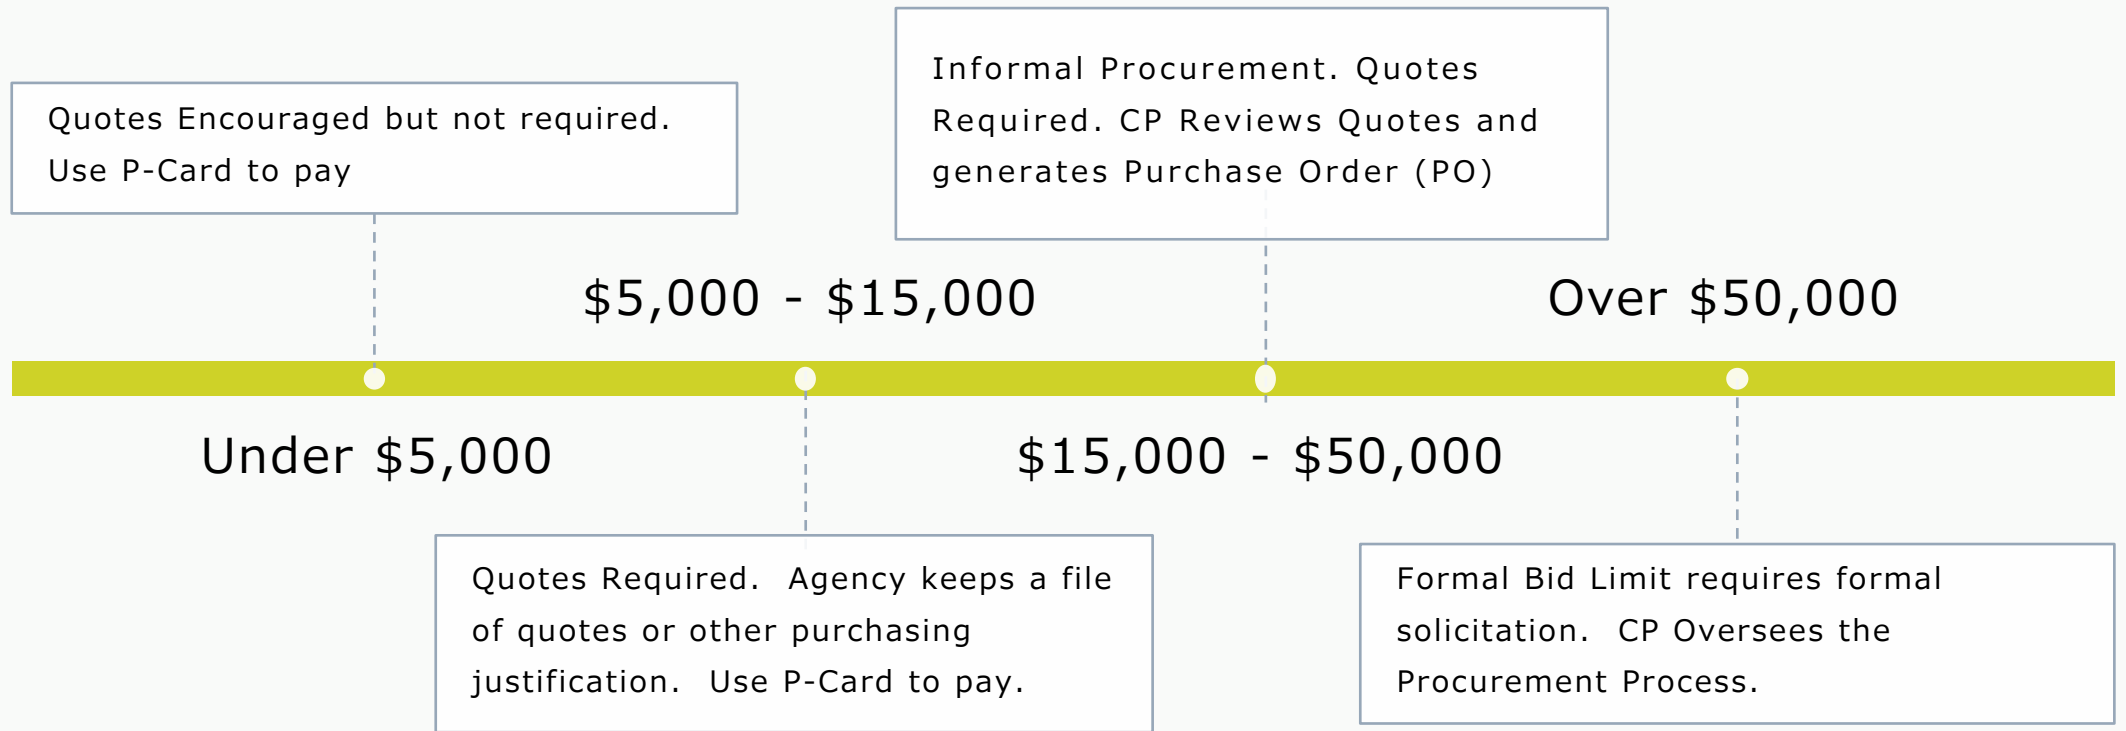 Quotes Encouraged but not required.
Use P-Card to pay
Under $5,000
$5,000 - $15,000
Quotes Required.  Agency keeps a file
of quotes or other purchasing
justification.  Use P-Card to pay.
Informal Procurement. Quotes
Required. CP Reviews Quotes and
generates Purchase Order (PO)
$15,000 - $50,000
Over $50,000
Formal Bid Limit requires formal
solicitation.  CP Oversees the
Procurement Process.